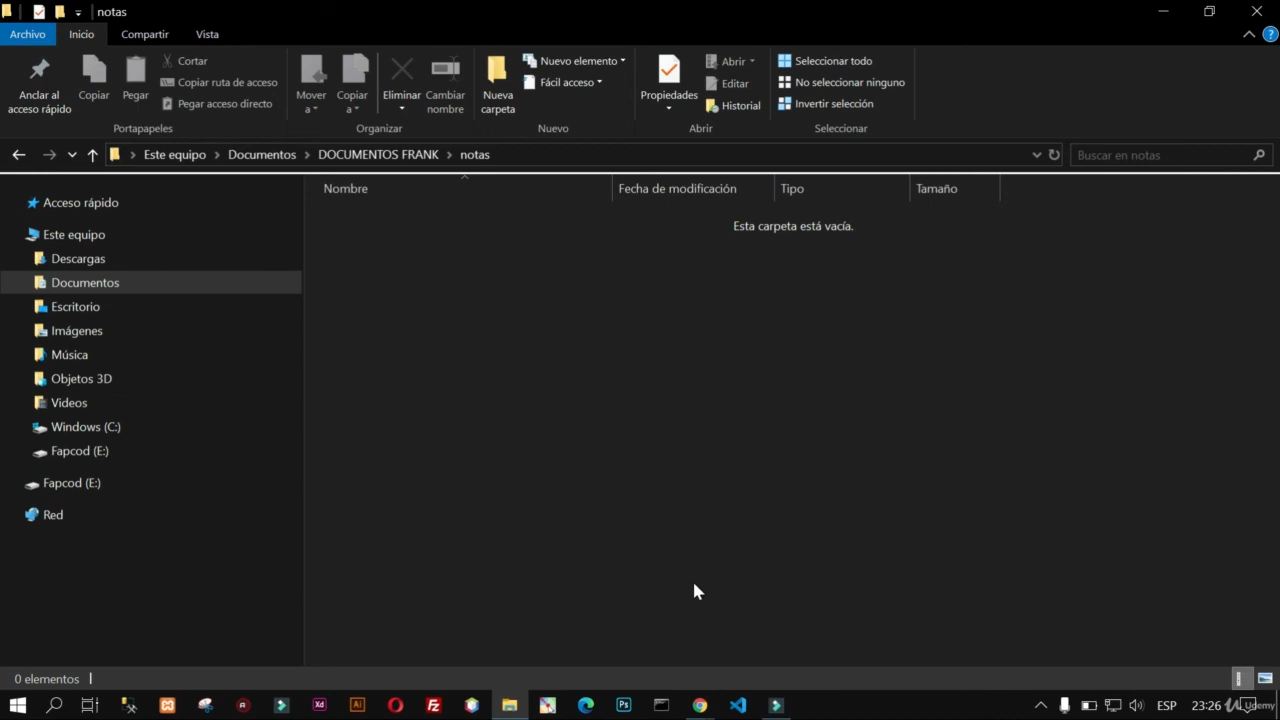 notas
Archivo Inicio Compartir Vista
Anclar al acceso rápido
Copiar
Pegar
Cortar
Copiar ruta de acceso
Pegar acceso directo
Portapapeles
Mover a
Copiar a
Eliminar
Cambiar nombre
Organizar
Nueva carpeta
Nuevo elemento
Fácil acceso
Nuevo
Propiedades
Abrir
Editar
Historial
Abrir
Seleccionar todo
No seleccionar ninguno
Invertir selección
Seleccionar
Este equipo > Documentos > DOCUMENTOS FRANK > notas
Buscar en notas
Nombre Fecha de modificación Tipo Tamaño
Esta carpeta está vacía.
Acceso rápido
Este equipo
Descargas
Documentos
Escritorio
Imágenes
Música
Objetos 3D
Videos
Windows (C:)
Fapcod (E:)
Fapcod (E:)
Red
0 elementos
Xd Ai Fz Ps
ESP 23:26 Udemy